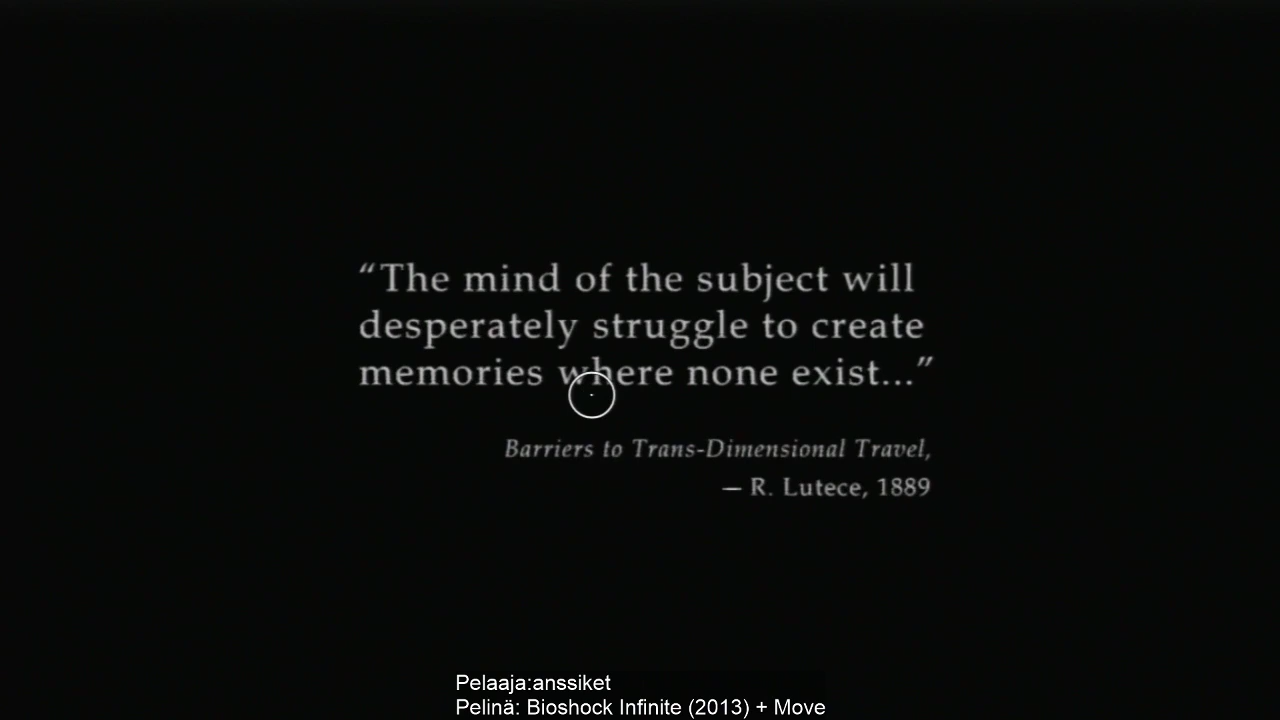 “The mind of the subject will
desperately struggle to create
memories where none exist...”
Barriers to Trans-Dimensional Travel,
— R. Lutece, 1889
Pelaaja:anssiket
Pelinä: Bioshock Infinite (2013) + Move